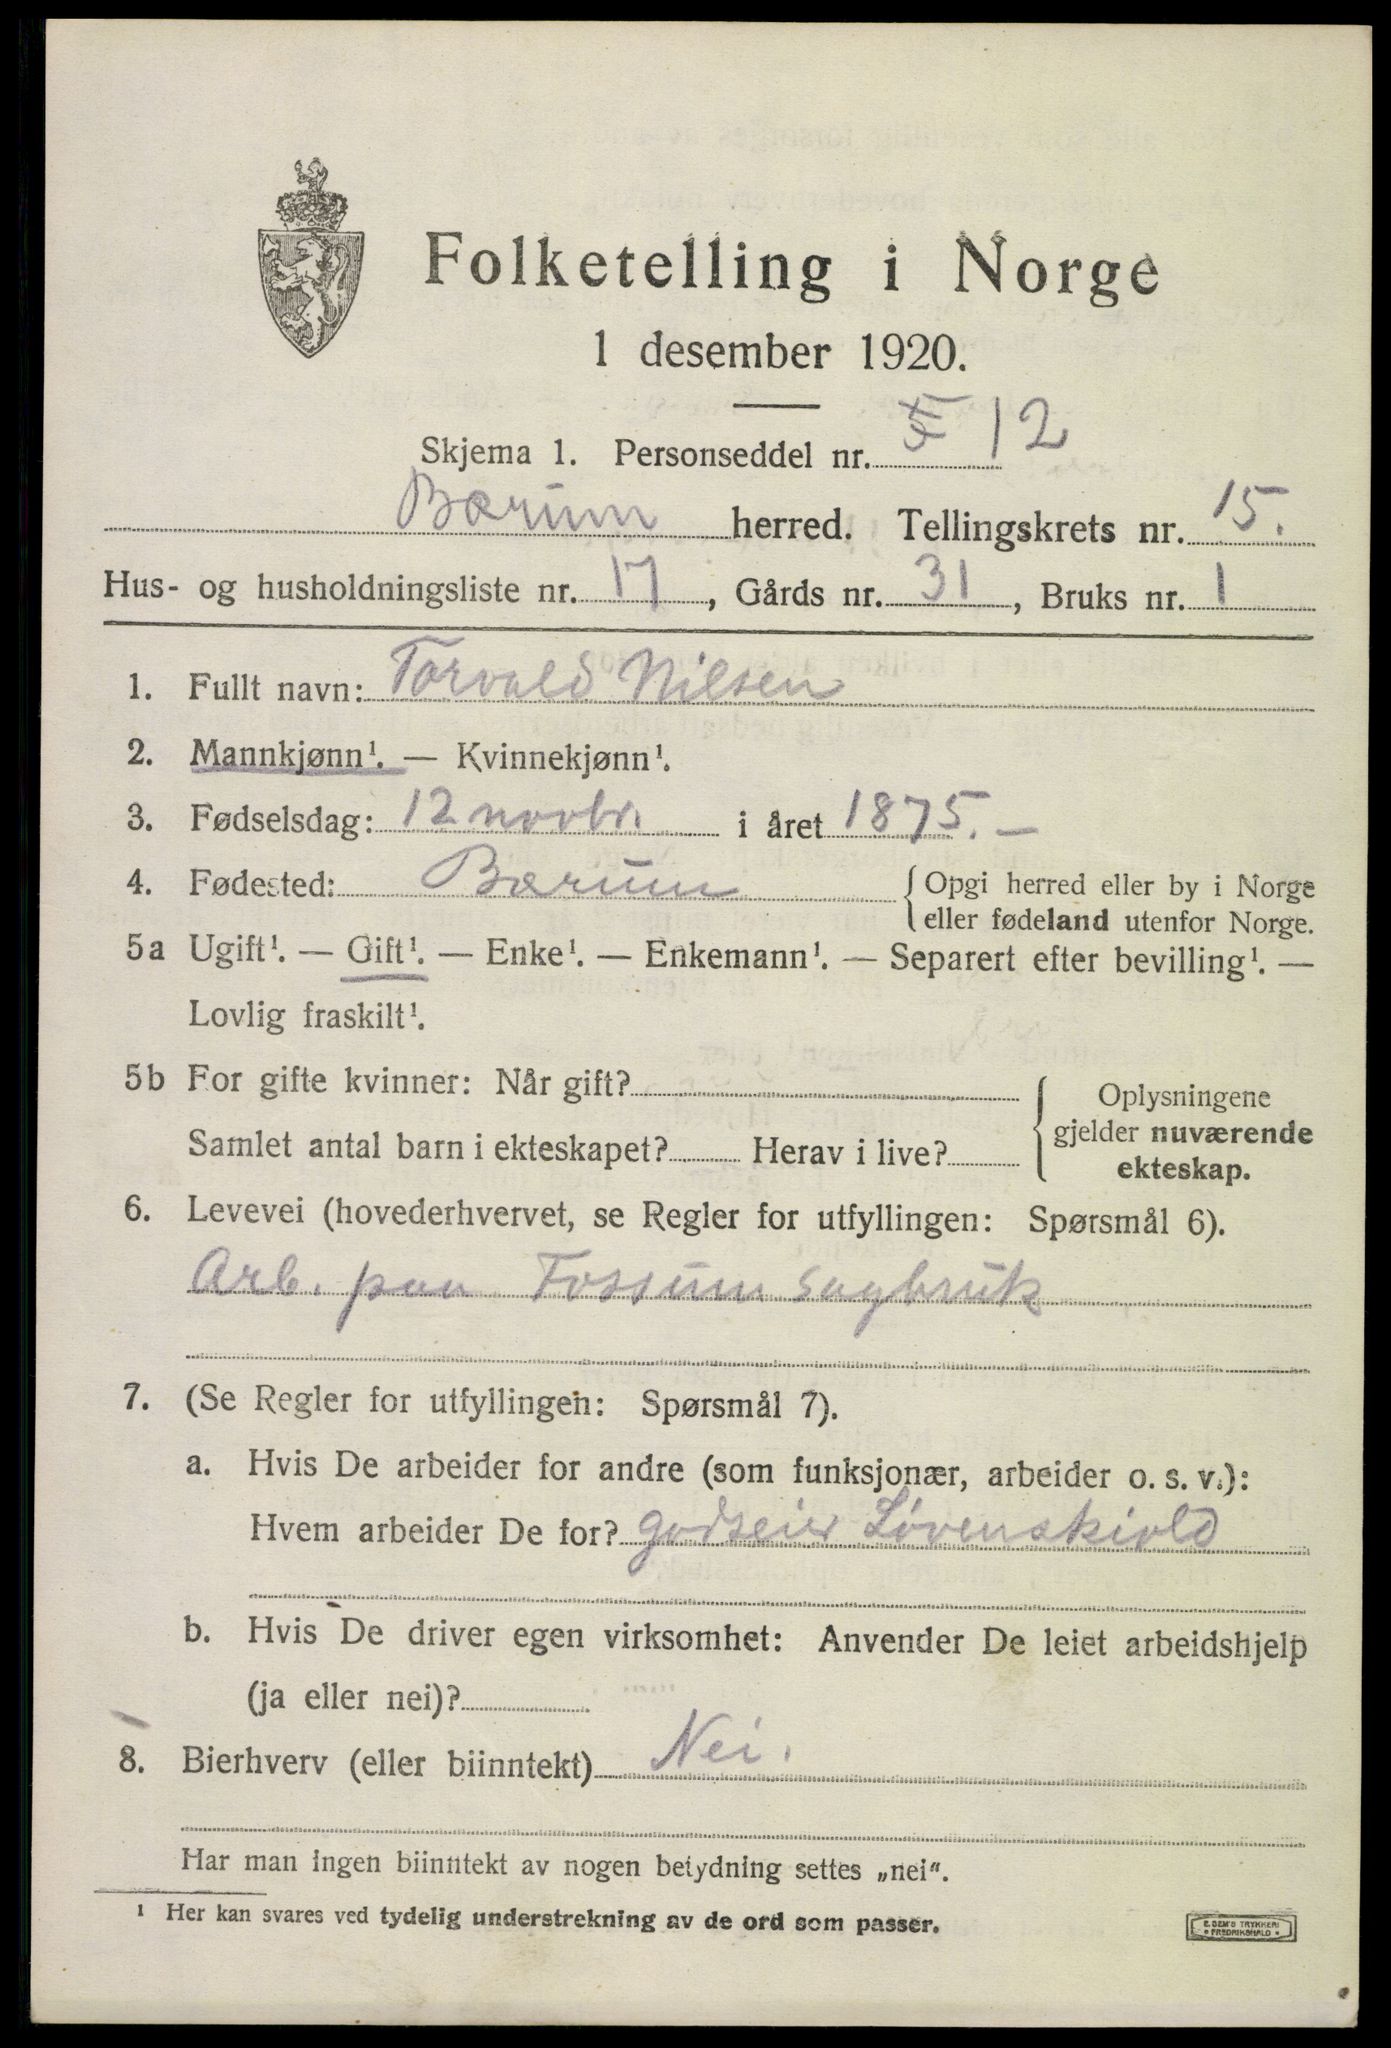 Folketelling i Norge
1 desember 1920.
Skjema 1. Personseddel nr. 12
Bærum herred. Tellingskrets nr. 15.
Hus- og husholdningsliste nr. 17, Gårds nr. 31, Bruks nr. 1
1. Fullt navn: Torvald Nilsen
2. Mannkjønn¹. — Kvinnekjønn¹.
3. Fødselsdag: 12 novbr. i året 1875. —
4. Fødested: Bærum {Opgi herred eller by i Norge
eller fødeland utenfor Norge.
5a Ugift¹. — Gift¹. — Enke¹. — Enkemann¹. — Separert efter bevilling¹. —
Lovlig fraskilt¹.
5b For gifte kvinner: Når gift?
Samlet antal barn i ekteskapet? Herav i live?
Oplysningene
gjelder nuværende
ekteskap.
6. Levevei (hovederhvervet, se Regler for utfyllingen: Spørsmål 6).
Arb. paa Fossum sagbruk
7. (Se Regler for utfyllingen: Spørsmål 7).
a. Hvis De arbeider for andre (som funksjonær, arbeider o. s. v.):
Hvem arbeider De for? godseier Løvenskiold
b. Hvis De driver egen virksomhet: Anvender De leiet arbeidshjelp
(ja eller nei)?
8. Bierhverv (eller biinntekt) Nei.
Har man ingen biinntekt av nogen betydning settes „nei“.
¹ Her kan svares ved tydelig understrekning av de ord som passer.
E. SEM'S TRYKKERI
• FREDRIKSHALD •